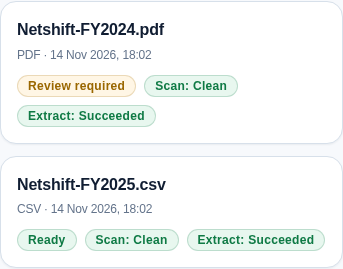 Netshift-FY2024.pdf
PDF · 14 Nov 2026, 18:02
Review required Scan: Clean
Extract: Succeeded
Netshift-FY2025.csv
CSV · 14 Nov 2026, 18:02
Ready Scan: Clean Extract: Succeeded